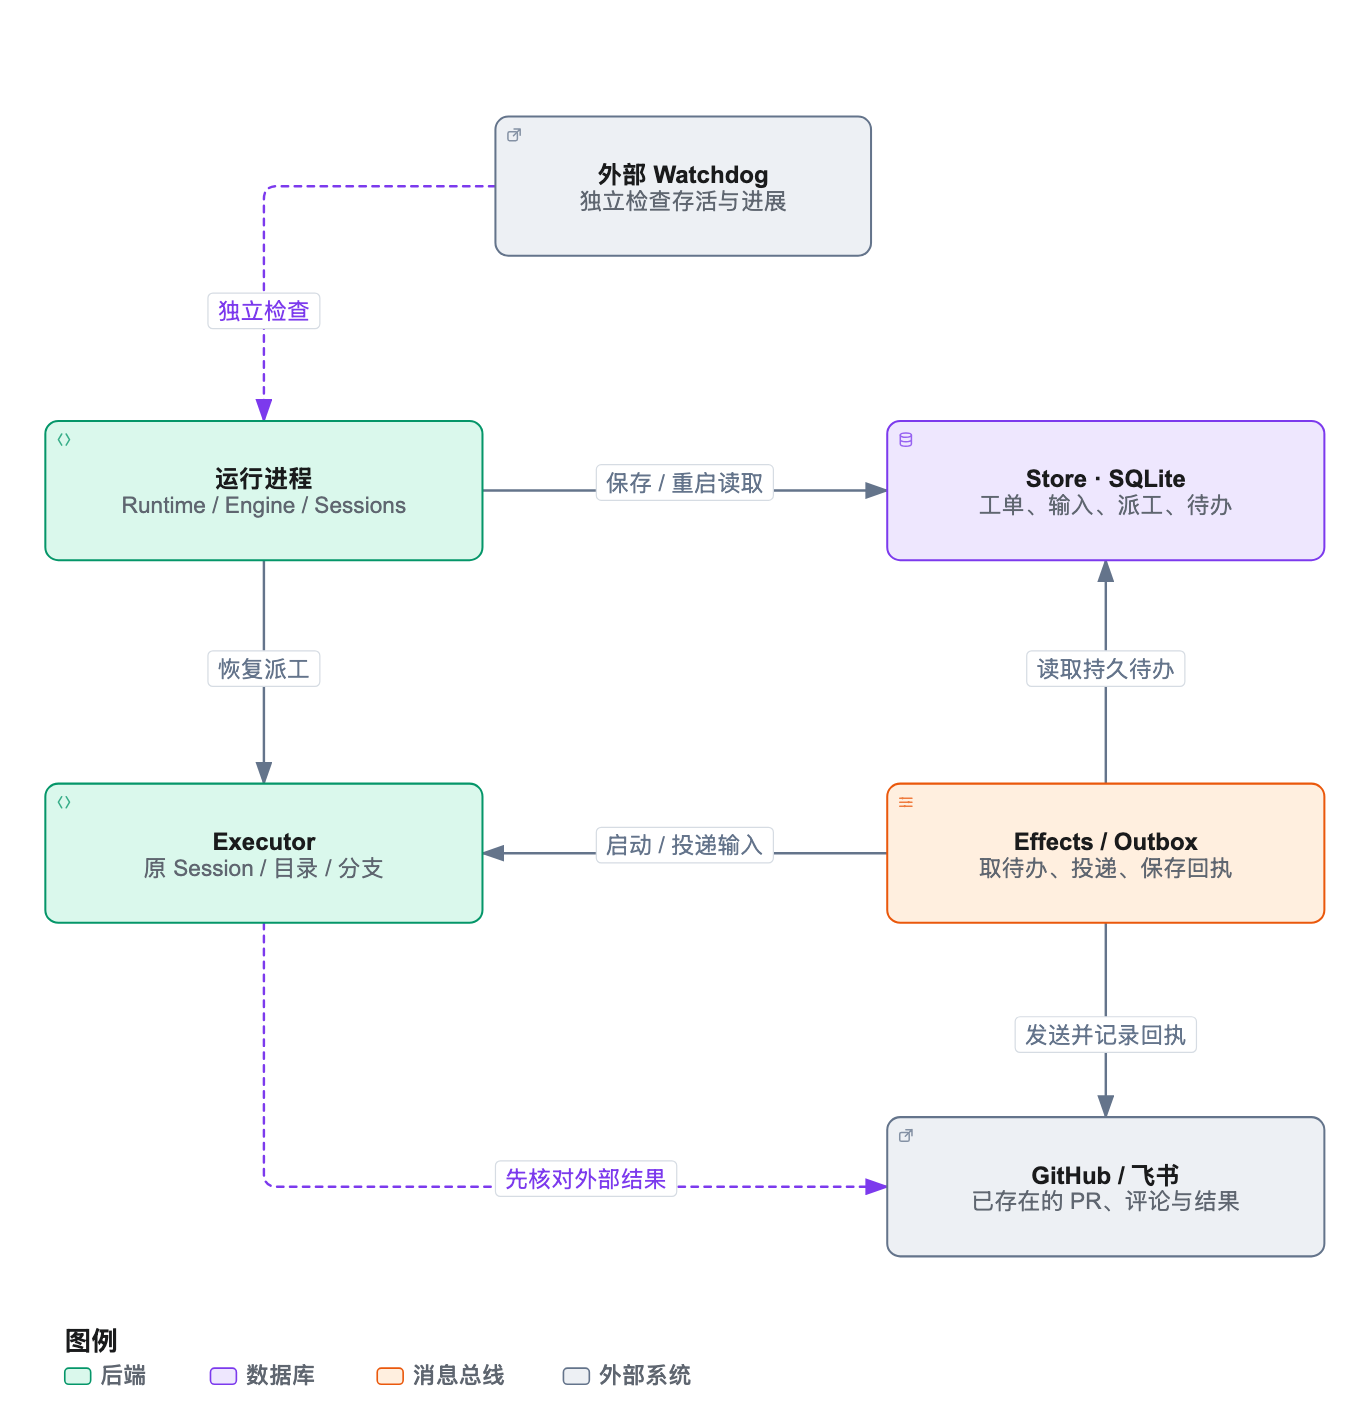 外部 Watchdog
独立检查存活与进展
独立检查
运行进程
Runtime / Engine / Sessions
保存 / 重启读取
Store · SQLite
工单、输入、派工、待办
恢复派工
读取持久待办
Executor
原 Session / 目录 / 分支
启动 / 投递输入
Effects / Outbox
取待办、投递、保存回执
发送并记录回执
先核对外部结果
GitHub / 飞书
已存在的 PR、评论与结果
图例
后端
数据库
消息总线
外部系统